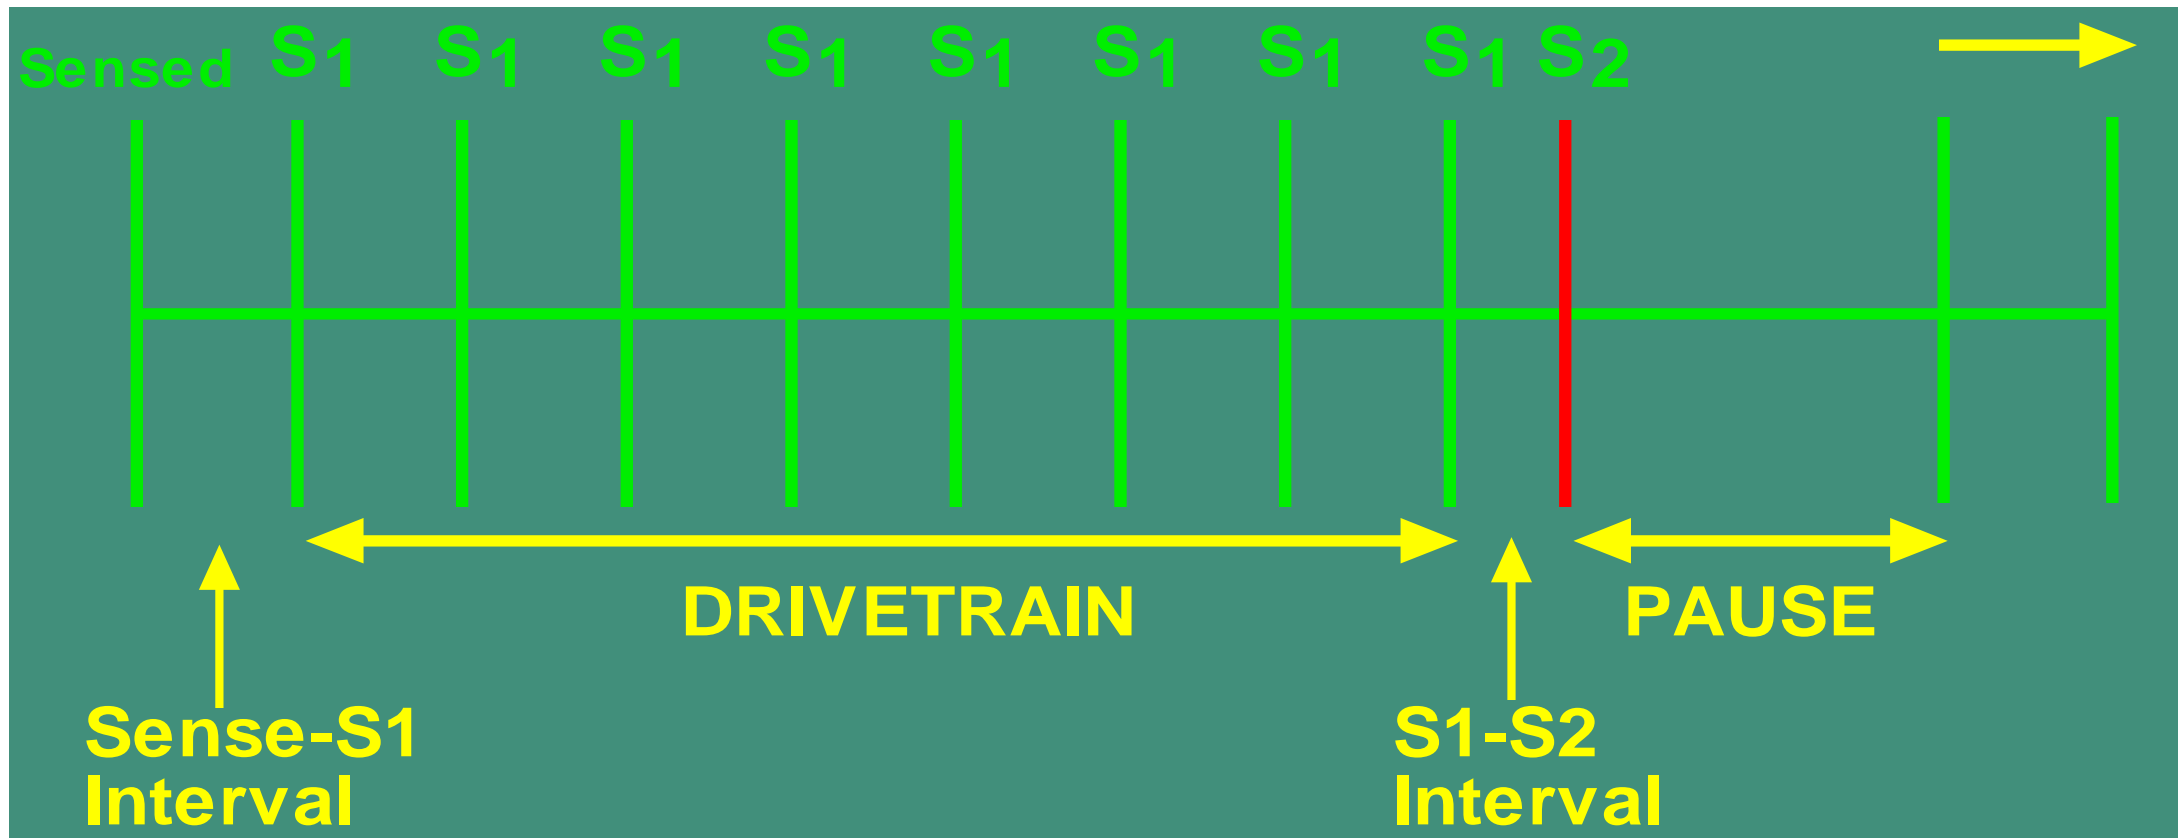 Sensed S1 S1 S1 S1 S1 S1 S1 S1 S2
DRIVETRAIN PAUSE
Sense-S1 S1-S2
Interval Interval